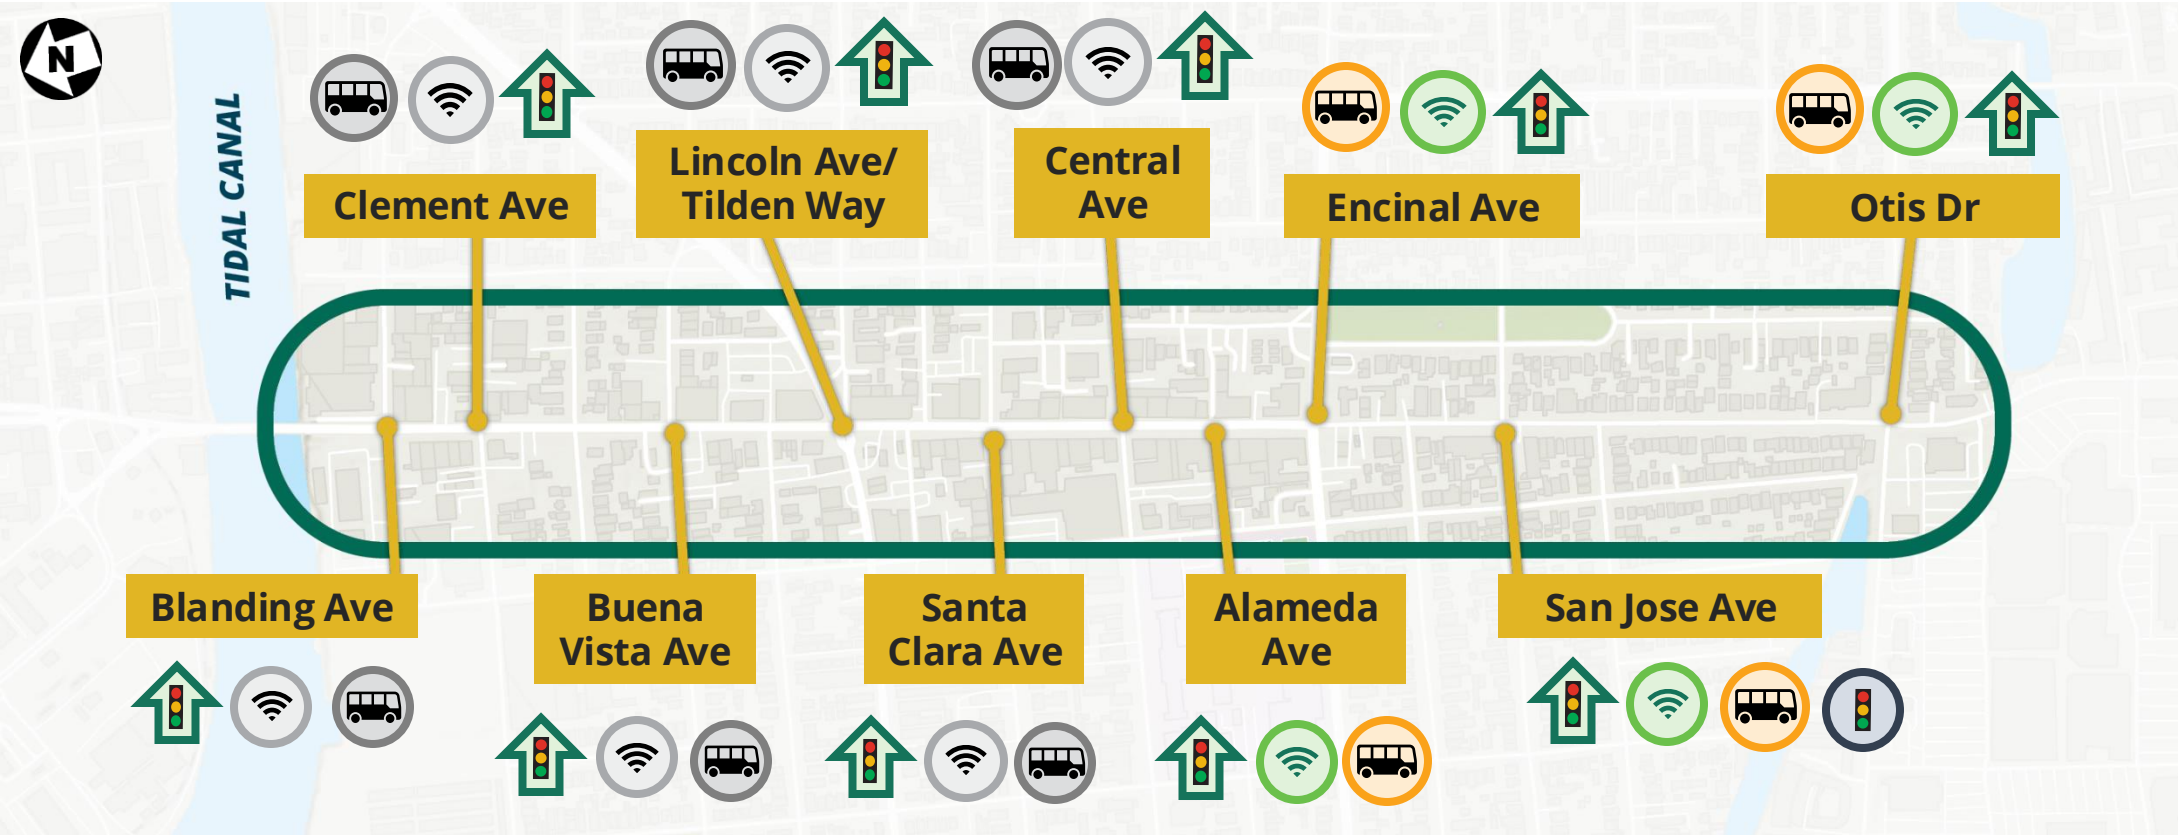 N
TIDAL CANAL
Clement Ave
Lincoln Ave/
Tilden Way
Central
Ave
Encinal Ave
Otis Dr
Blanding Ave
Buena
Vista Ave
Santa
Clara Ave
Alameda
Ave
San Jose Ave